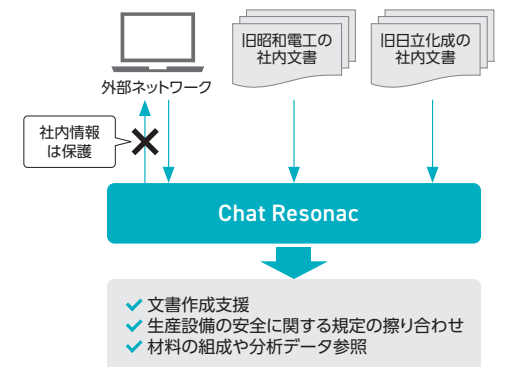 旧昭和電工の
社内文書
旧日立化成の
社内文書
外部ネットワーク
社内情報
は保護
Chat Resonac
文書作成支援
生産設備の安全に関する規定の擦り合わせ
材料の組成や分析データ参照